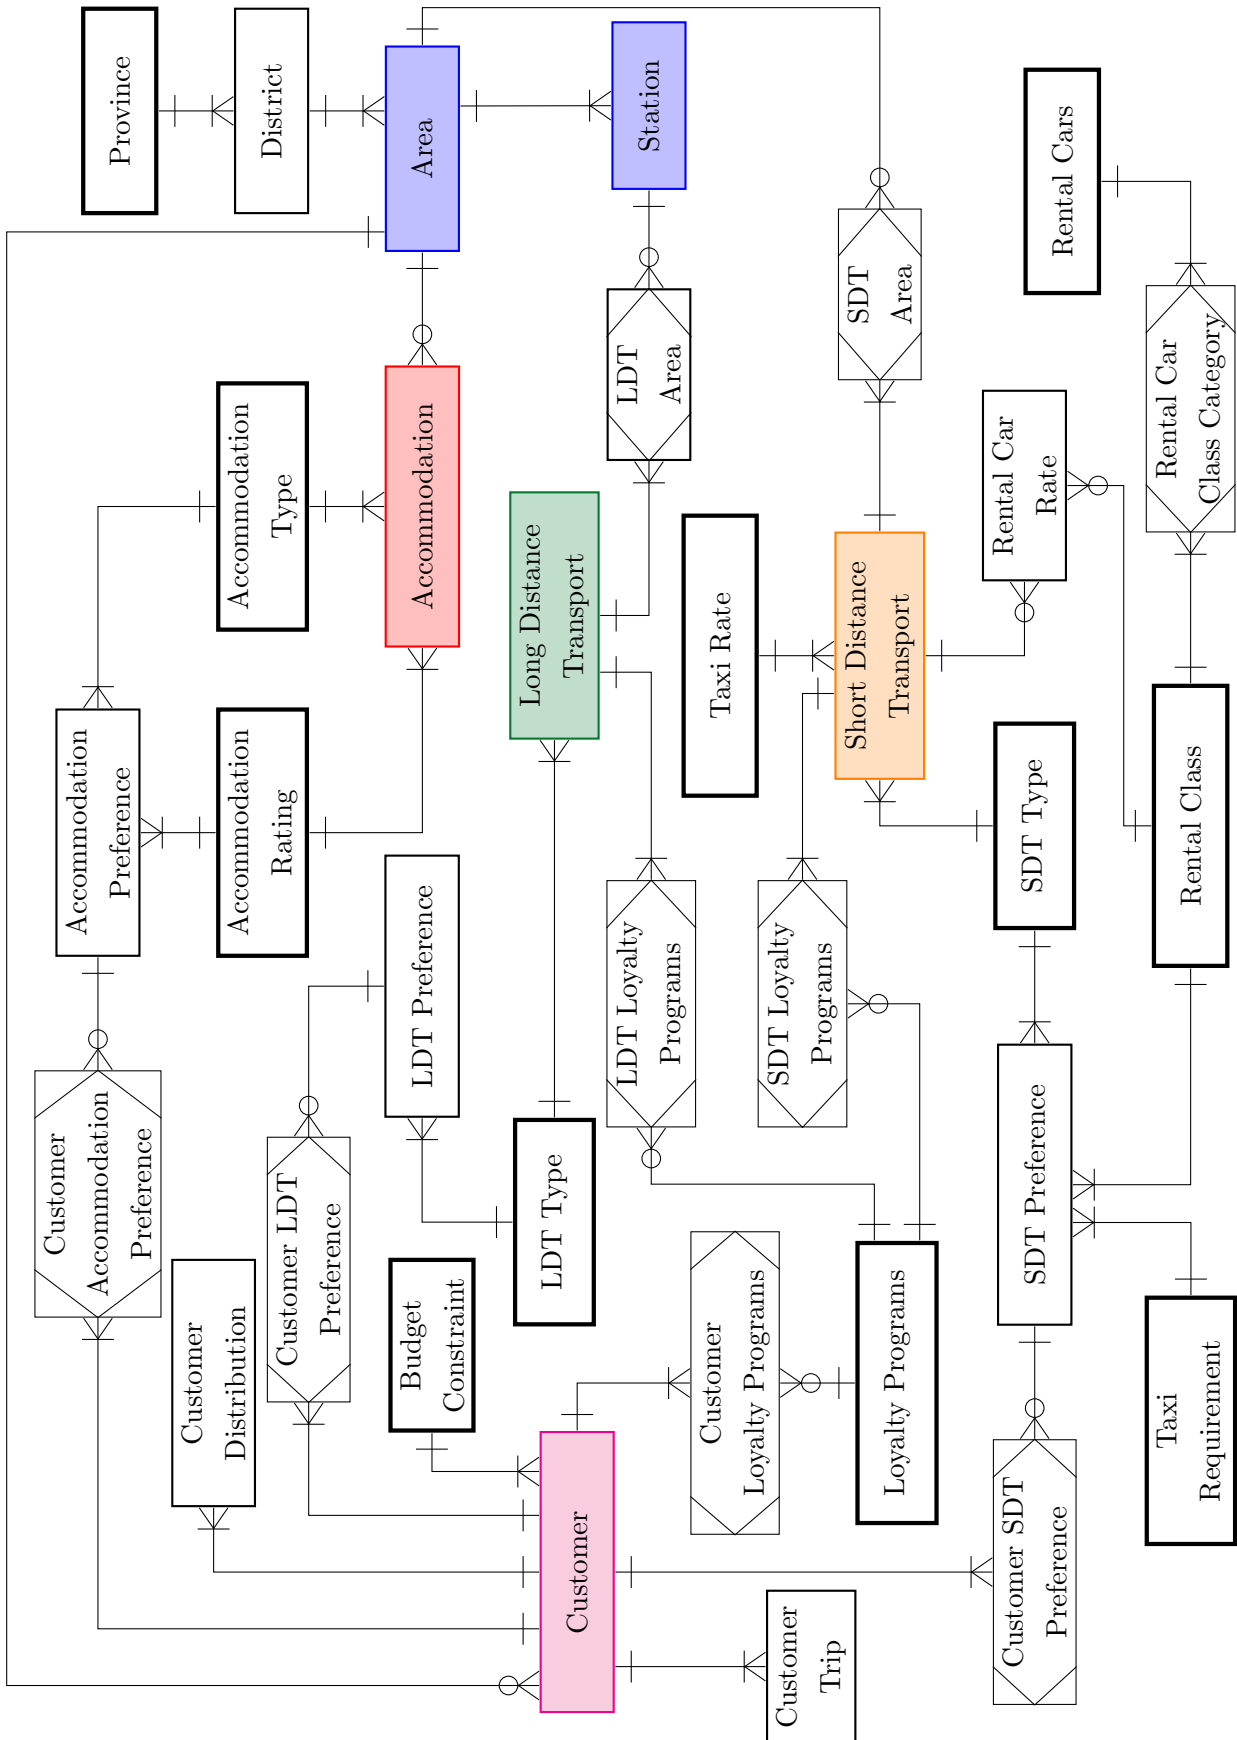 Province
District
Area
Station
Rental Cars
SDT
Area
LDT
Area
Rental Car
Class Category
Accommodation
Type
Accommodation
Rental Car
Rate
Long Distance
Transport
Taxi Rate
Short Distance
Transport
Accommodation
Preference
Accommodation
Rating
SDT Type
Rental Class
LDT Preference
LDT Loyalty
Programs
SDT Loyalty
Programs
Customer
Accommodation
Preference
Customer LDT
Preference
LDT Type
SDT Preference
Customer
Distribution
Budget
Constraint
Customer
Loyalty Programs
Loyalty Programs
Taxi
Requirement
Customer
Customer SDT
Preference
Customer
Trip